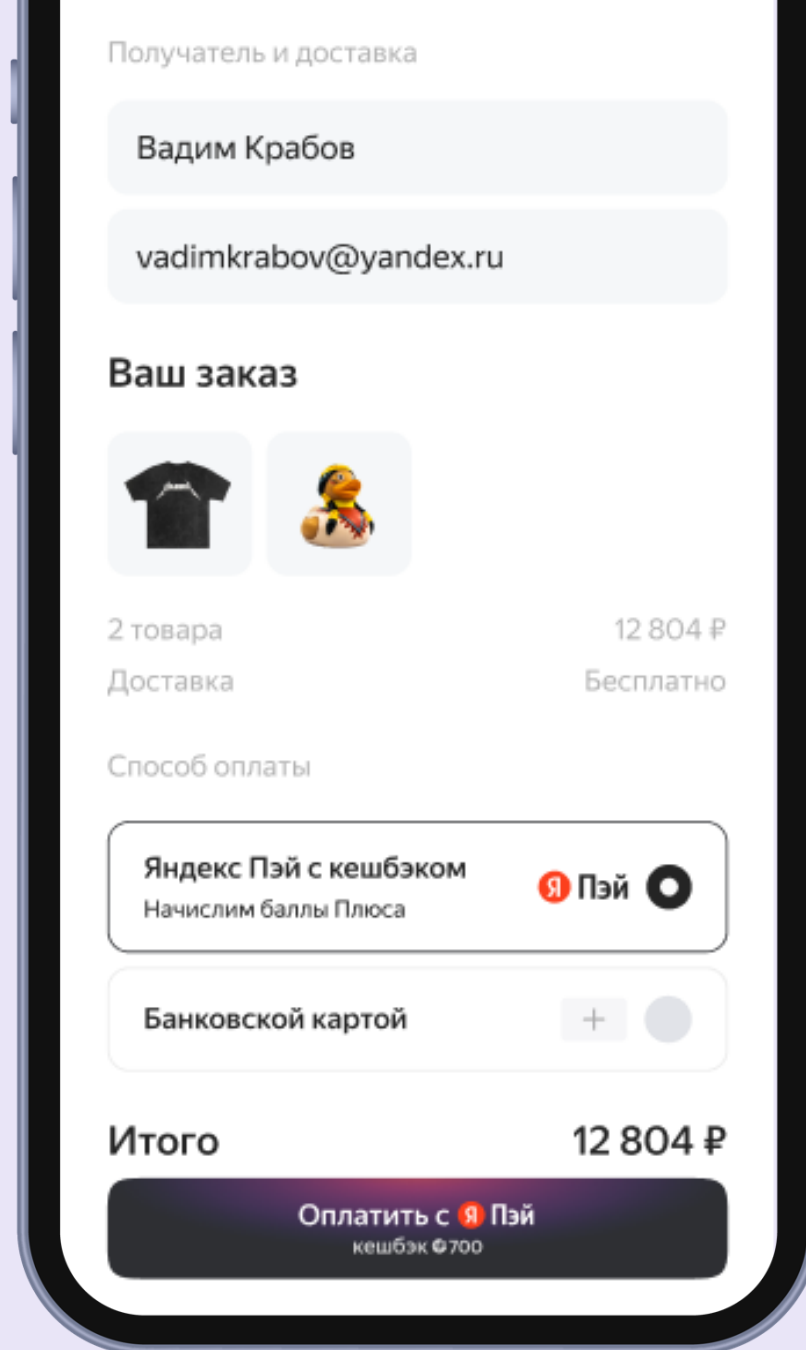 Получатель и доставка
Вадим Крабов
vadimkrabov@yandex.ru
Ваш заказ
2 товара 12 804 ₽
Доставка Бесплатно
Способ оплаты
Яндекс Пэй с кешбэком
Начислим баллы Плюса
Я Пэй
Банковской картой
+
Итого 12 804 ₽
Оплатить с Я Пэй
кешбэк 700